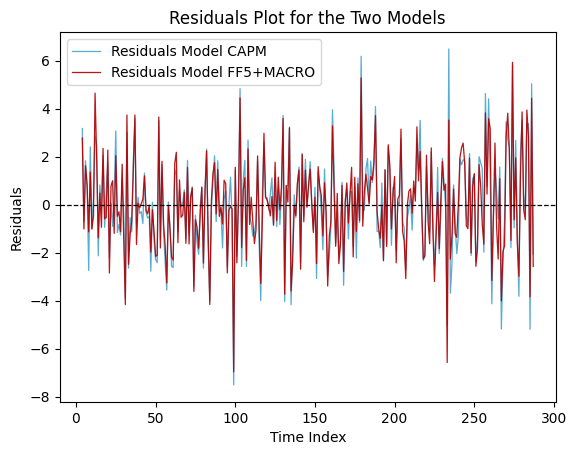 Residuals Plot for the Two Models
Residuals Model CAPM
Residuals Model FF5+MACRO
Residuals
6
4
2
0
−2
−4
−6
−8
0 50 100 150 200 250 300
Time Index